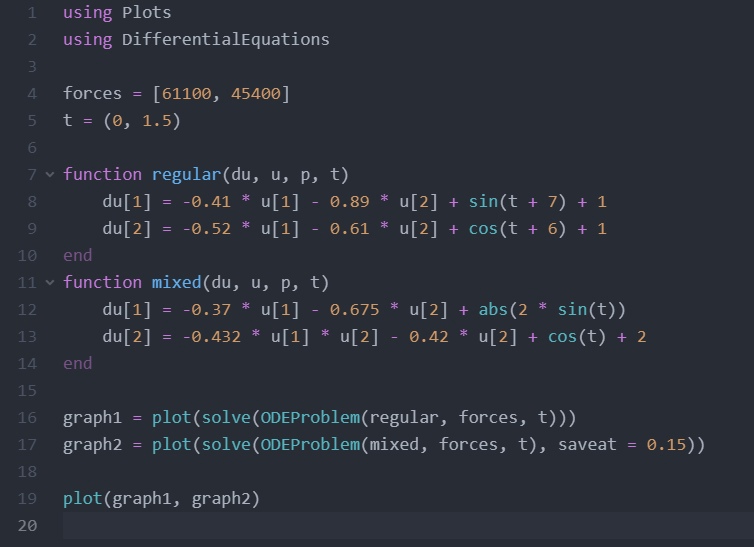 1 using Plots
2 using DifferentialEquations
3
4 forces = [61100, 45400]
5 t = (0, 1.5)
6
7 function regular(du, u, p, t)
8     du[1] = -0.41 * u[1] - 0.89 * u[2] + sin(t + 7) + 1
9     du[2] = -0.52 * u[1] - 0.61 * u[2] + cos(t + 6) + 1
10 end
11 function mixed(du, u, p, t)
12     du[1] = -0.37 * u[1] - 0.675 * u[2] + abs(2 * sin(t))
13     du[2] = -0.432 * u[1] * u[2] - 0.42 * u[2] + cos(t) + 2
14 end
15
16 graph1 = plot(solve(ODEProblem(regular, forces, t)))
17 graph2 = plot(solve(ODEProblem(mixed, forces, t), saveat = 0.15))
18
19 plot(graph1, graph2)
20